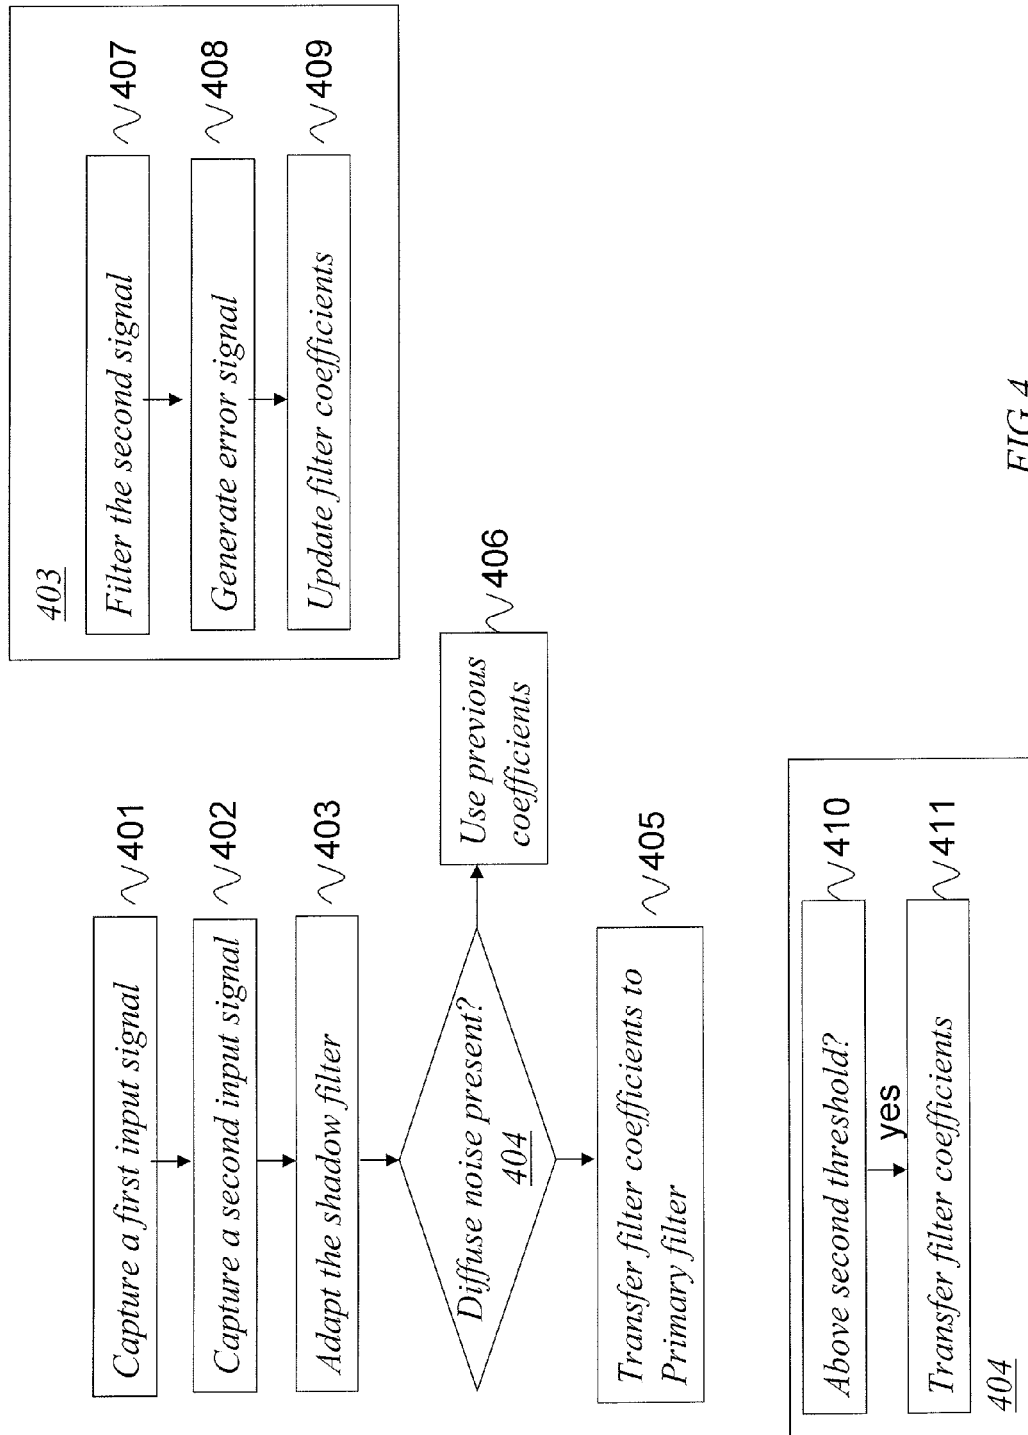 Capture a first input signal
401
Capture a second input signal
402
Adapt the shadow filter
403
Diffuse noise present?
404
Use previous
coefficients
406
Transfer filter coefficients to
Primary filter
405
403
Filter the second signal
407
Generate error signal
408
Update filter coefficients
409
Above second threshold?
410
yes
Transfer filter coefficients
411
404
FIG 4